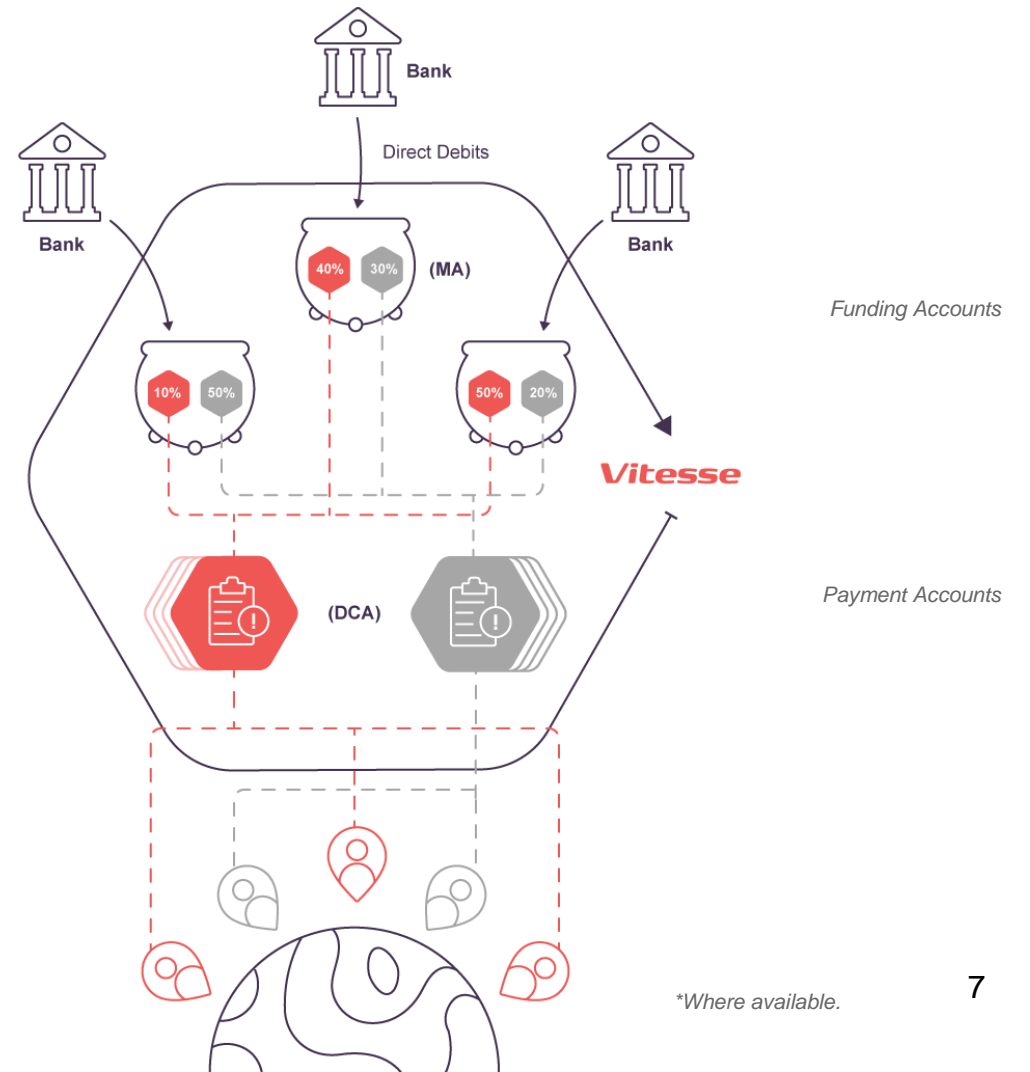 Bank
Direct Debits
Bank
Bank
40% 30% (MA)
Funding Accounts
10% 50%
50% 20%
Vitesse
Payment Accounts
(DCA)
*Where available.
7